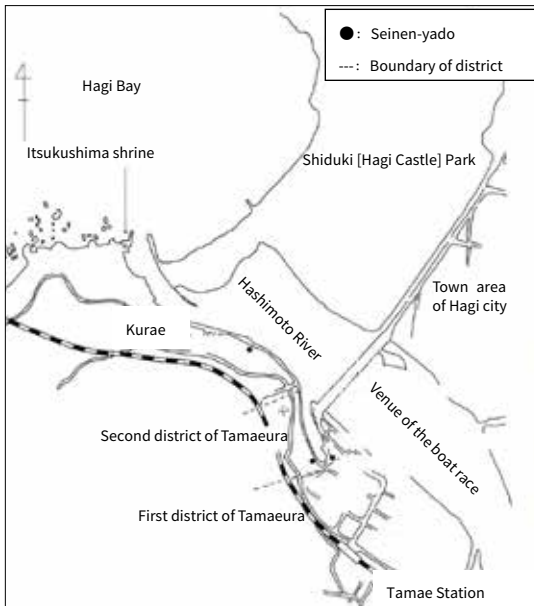 ●: Seinen-yado
---: Boundary of district
Hagi Bay
Itsukushima shrine
Shiduki [Hagi Castle] Park
Town area
of Hagi city
Hashimoto River
Kurae
Venue of the boat race
Second district of Tamaeura
First district of Tamaeura
Tamae Station